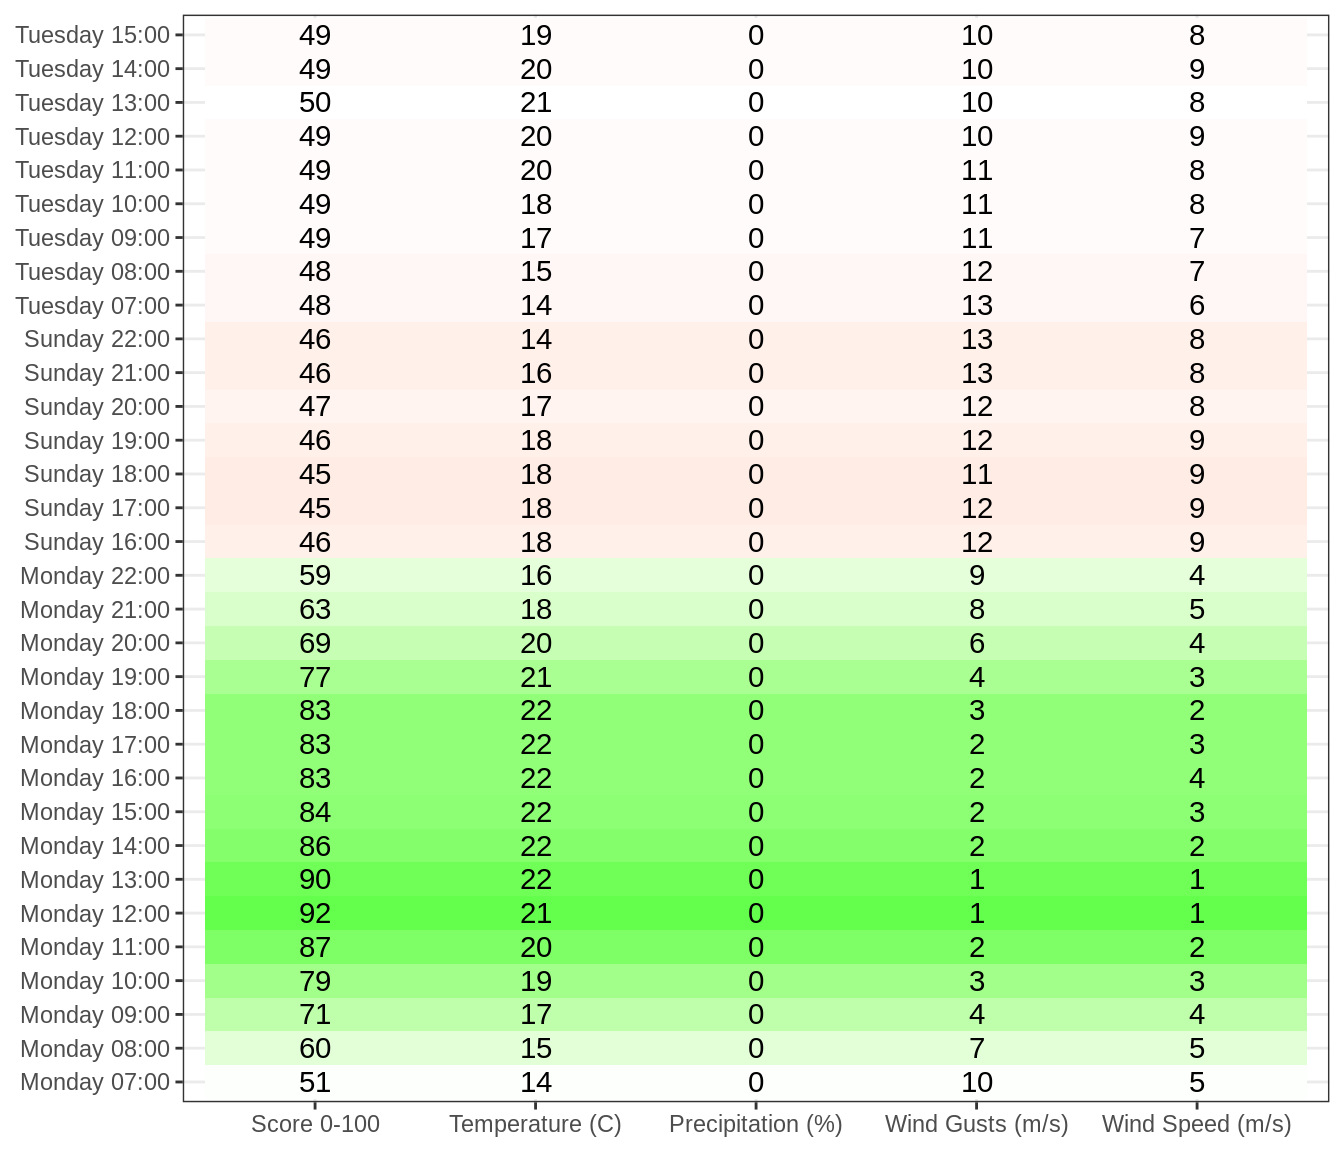 Tuesday 15:00 49 19 0 10 8
Tuesday 14:00 49 20 0 10 9
Tuesday 13:00 50 21 0 10 8
Tuesday 12:00 49 20 0 10 9
Tuesday 11:00 49 20 0 11 8
Tuesday 10:00 49 18 0 11 8
Tuesday 09:00 49 17 0 11 7
Tuesday 08:00 48 15 0 12 7
Tuesday 07:00 48 14 0 13 6
Sunday 22:00 46 14 0 13 8
Sunday 21:00 46 16 0 13 8
Sunday 20:00 47 17 0 12 8
Sunday 19:00 46 18 0 12 9
Sunday 18:00 45 18 0 11 9
Sunday 17:00 45 18 0 12 9
Sunday 16:00 46 18 0 12 9
Monday 22:00 59 16 0 9 4
Monday 21:00 63 18 0 8 5
Monday 20:00 69 20 0 6 4
Monday 19:00 77 21 0 4 3
Monday 18:00 83 22 0 3 2
Monday 17:00 83 22 0 2 3
Monday 16:00 83 22 0 2 4
Monday 15:00 84 22 0 2 3
Monday 14:00 86 22 0 2 2
Monday 13:00 90 22 0 1 1
Monday 12:00 92 21 0 1 1
Monday 11:00 87 20 0 2 2
Monday 10:00 79 19 0 3 3
Monday 09:00 71 17 0 4 4
Monday 08:00 60 15 0 7 5
Monday 07:00 51 14 0 10 5
Score 0-100 Temperature (C) Precipitation (%) Wind Gusts (m/s) Wind Speed (m/s)